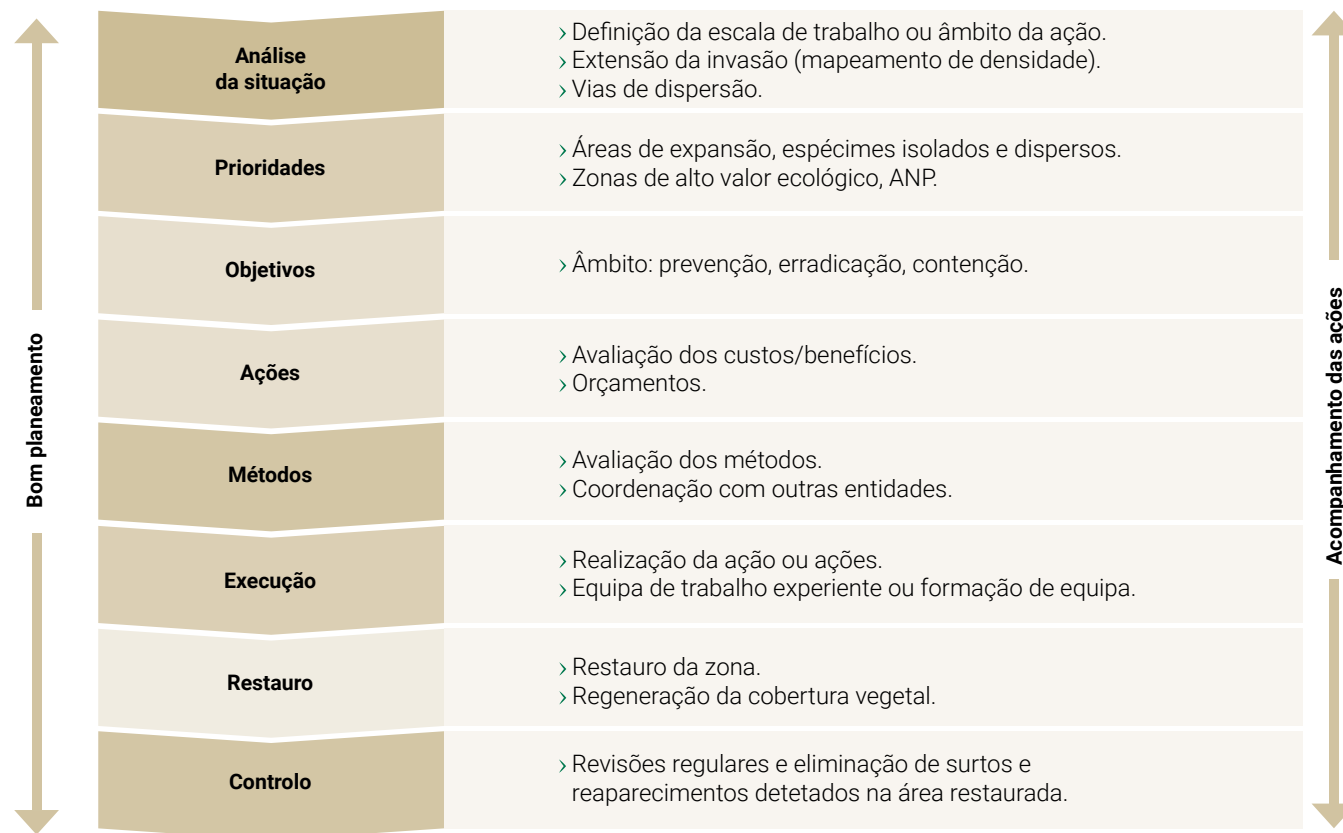 Bom planeamento
Análise
da situação
› Definição da escala de trabalho ou âmbito da ação.
› Extensão da invasão (mapeamento de densidade).
› Vias de dispersão.
Prioridades
› Áreas de expansão, espécimes isolados e dispersos.
› Zonas de alto valor ecológico, ANP.
Objetivos
› Âmbito: prevenção, erradicação, contenção.
Ações
› Avaliação dos custos/benefícios.
› Orçamentos.
Métodos
› Avaliação dos métodos.
› Coordenação com outras entidades.
Execução
› Realização da ação ou ações.
› Equipa de trabalho experiente ou formação de equipa.
Restauro
› Restauro da zona.
› Regeneração da cobertura vegetal.
Controlo
› Revisões regulares e eliminação de surtos e
reaparecimentos detetados na área restaurada.
Acompanhamento das ações